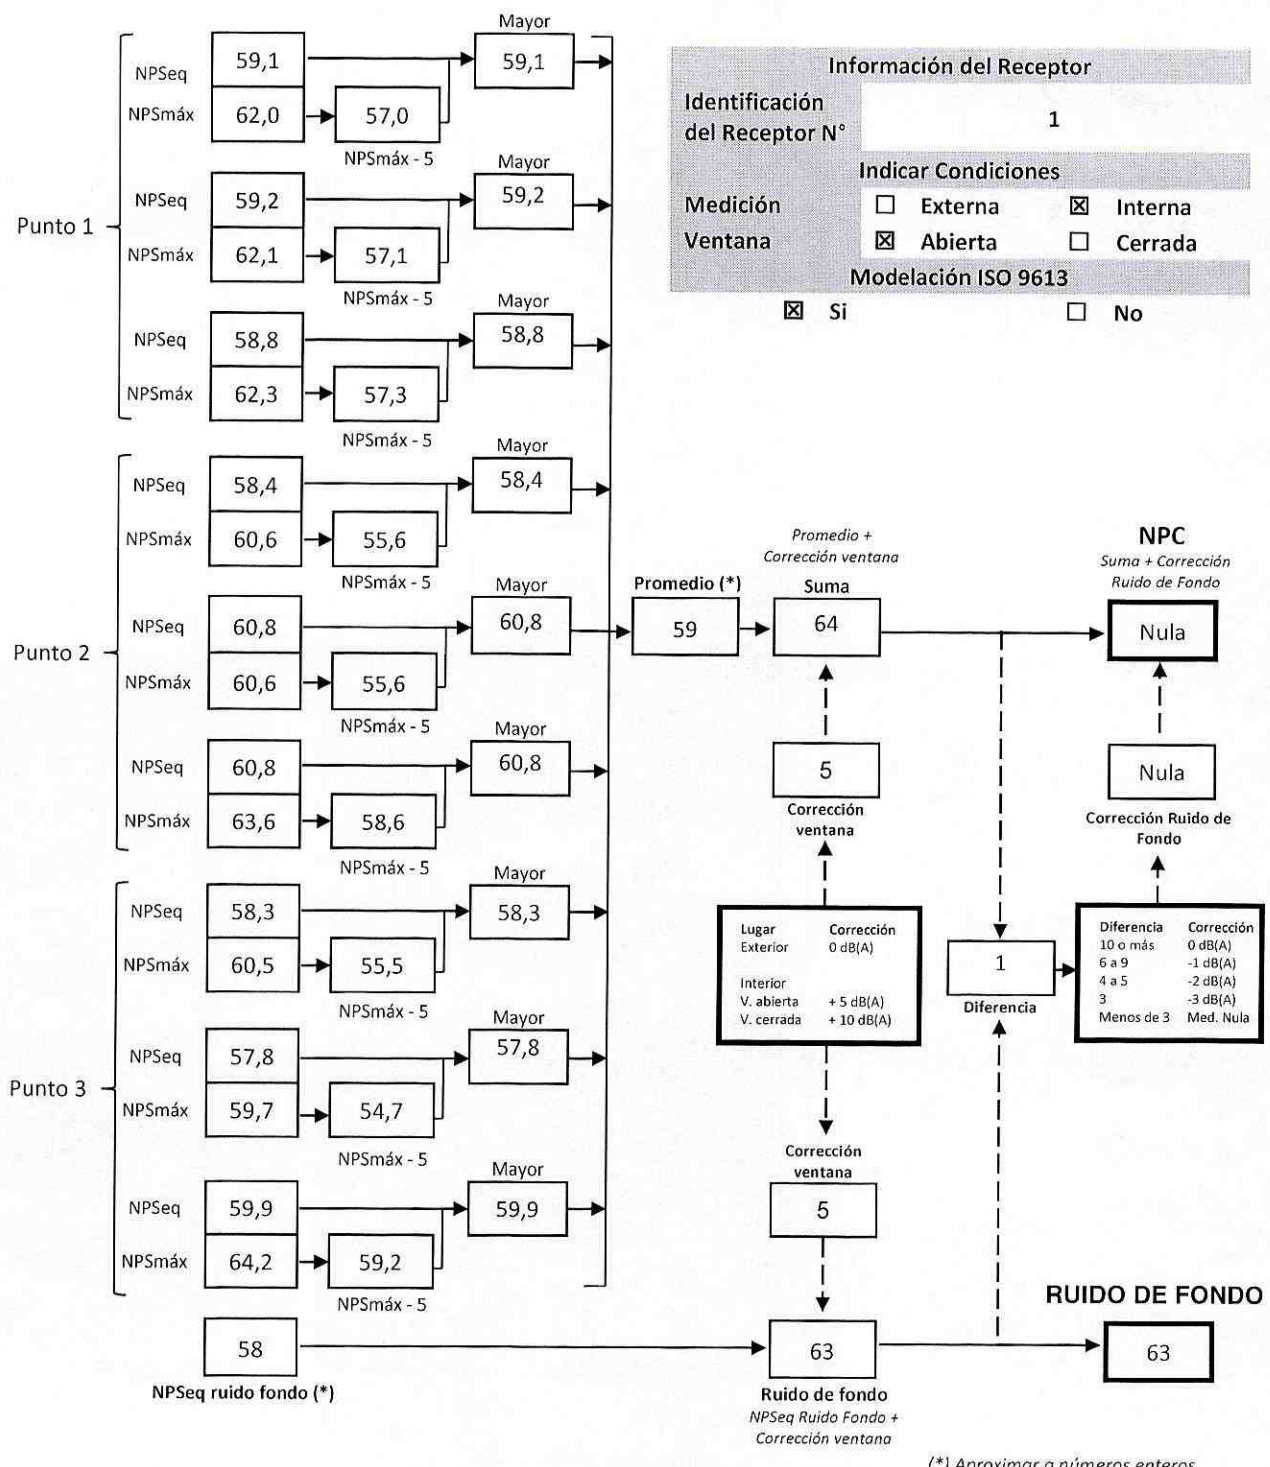 Información del Receptor
Identificación
del Receptor N°
1
Indicar Condiciones
Medición
☐ Externa
☒ Interna
Ventana
☒ Abierta
☐ Cerrada
Modelación ISO 9613
☒ Si
☐ No
Punto 1
NPSeq
59,1
Mayor
59,1
NPSmáx
62,0
57,0
NPSmáx - 5
NPSeq
59,2
Mayor
59,2
NPSmáx
62,1
57,1
NPSmáx - 5
NPSeq
58,8
Mayor
58,8
NPSmáx
62,3
57,3
NPSmáx - 5
Punto 2
NPSeq
58,4
Mayor
58,4
NPSmáx
60,6
55,6
NPSmáx - 5
NPSeq
60,8
Mayor
60,8
NPSmáx
60,6
55,6
NPSmáx - 5
NPSeq
60,8
Mayor
60,8
NPSmáx
63,6
58,6
NPSmáx - 5
Punto 3
NPSeq
58,3
Mayor
58,3
NPSmáx
60,5
55,5
NPSmáx - 5
NPSeq
57,8
Mayor
57,8
NPSmáx
59,7
54,7
NPSmáx - 5
NPSeq
59,9
Mayor
59,9
NPSmáx
64,2
59,2
NPSmáx - 5
58
NPSeq ruido fondo (*)
Promedio (*)
59
Promedio +
Corrección ventana
Suma
64
5
Corrección
ventana
Lugar Corrección
Exterior 0 dB(A)
Interior
V. abierta + 5 dB(A)
V. cerrada + 10 dB(A)
Corrección
ventana
5
63
Ruido de fondo
NPSeq Ruido Fondo +
Corrección ventana
NPC
Suma + Corrección
Ruido de Fondo
Nula
Nula
Corrección Ruido de
Fondo
1
Diferencia
Diferencia Corrección
10 o más 0 dB(A)
6 a 9 -1 dB(A)
4 a 5 -2 dB(A)
3 -3 dB(A)
Menos de 3 Med. Nula
RUIDO DE FONDO
63
(*) Aproximar a números enteros